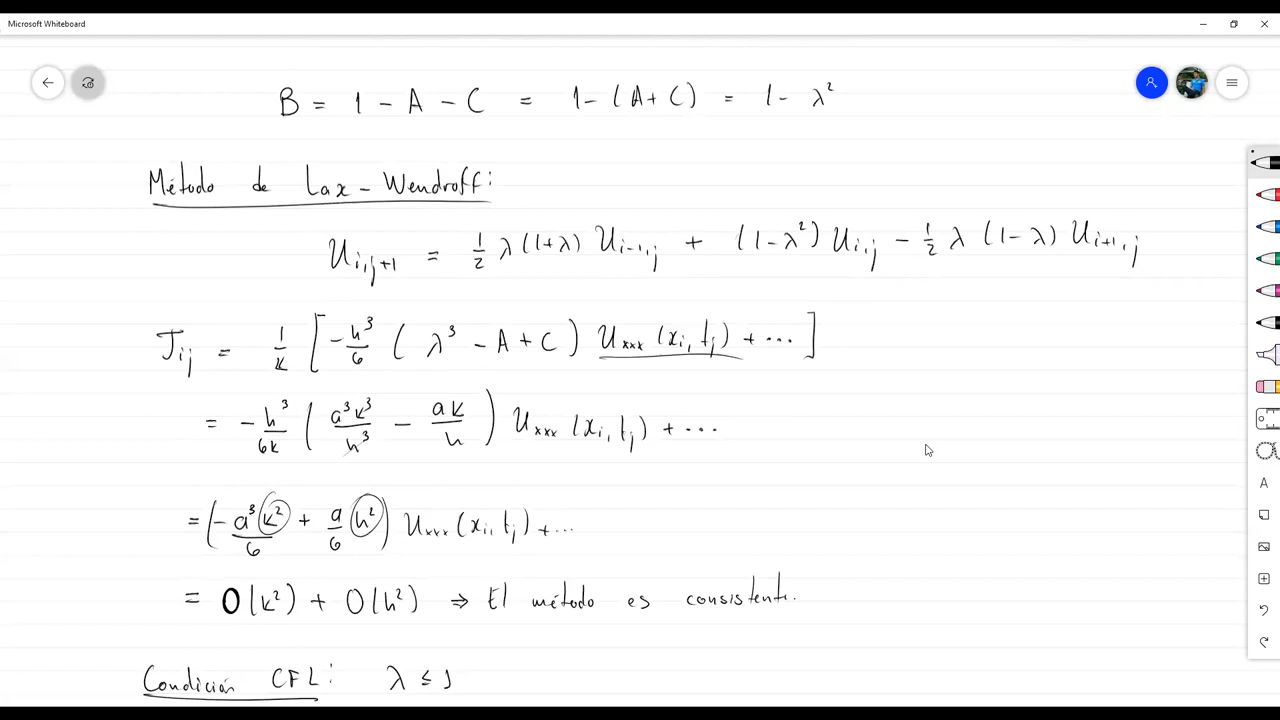 Microsoft Whiteboard
B = 1 - A - C = 1 - (A + C) = 1 - λ²
Método de Lax - Wendroff:
U_{i,j+1} = 1/2 λ(1+λ) U_{i-1,j} + (1-λ²) U_{i,j} - 1/2 λ (1-λ) U_{i+1,j}
T_{ij} = 1/k [ -h³/6 ( λ³ - A + C ) U_{xxx} (x_i, t_j) + ... ]
= -h³/6k ( a³k³/h³ - ak/h ) U_{xxx} (x_i, t_j) + ...
= ( -a³k²/6 + a/6 h² ) U_{xxx} (x_i, t_j) + ...
= O(k²) + O(h²) ⇒ El método es consistente.
Condición CFL: λ ≤ 1
A